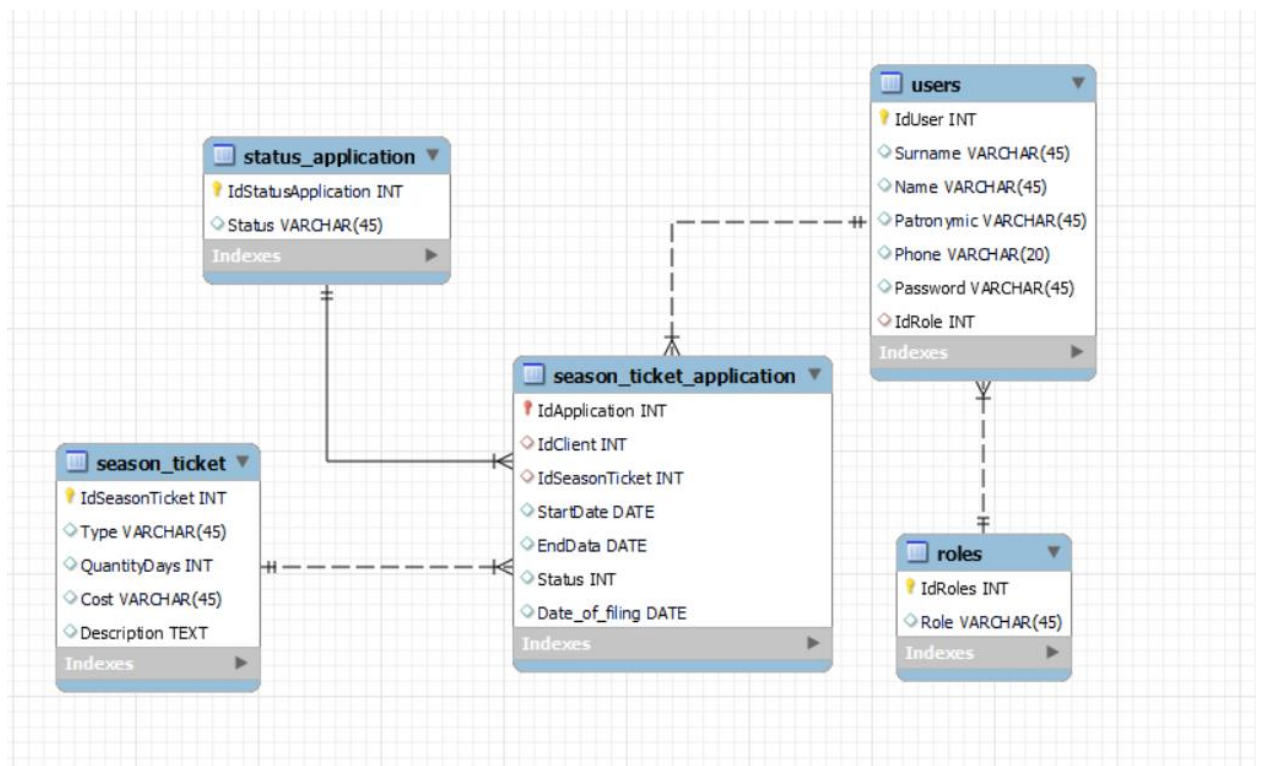 status_application
IdStatusApplication INT
Status VARCHAR(45)
Indexes
users
IdUser INT
Surname VARCHAR(45)
Name VARCHAR(45)
Patronymic VARCHAR(45)
Phone VARCHAR(20)
Password VARCHAR(45)
IdRole INT
Indexes
season_ticket
IdSeasonTicket INT
Type VARCHAR(45)
QuantityDays INT
Cost VARCHAR(45)
Description TEXT
Indexes
season_ticket_application
IdApplication INT
IdClient INT
IdSeasonTicket INT
StartDate DATE
EndData DATE
Status INT
Date_of_filing DATE
Indexes
roles
IdRoles INT
Role VARCHAR(45)
Indexes